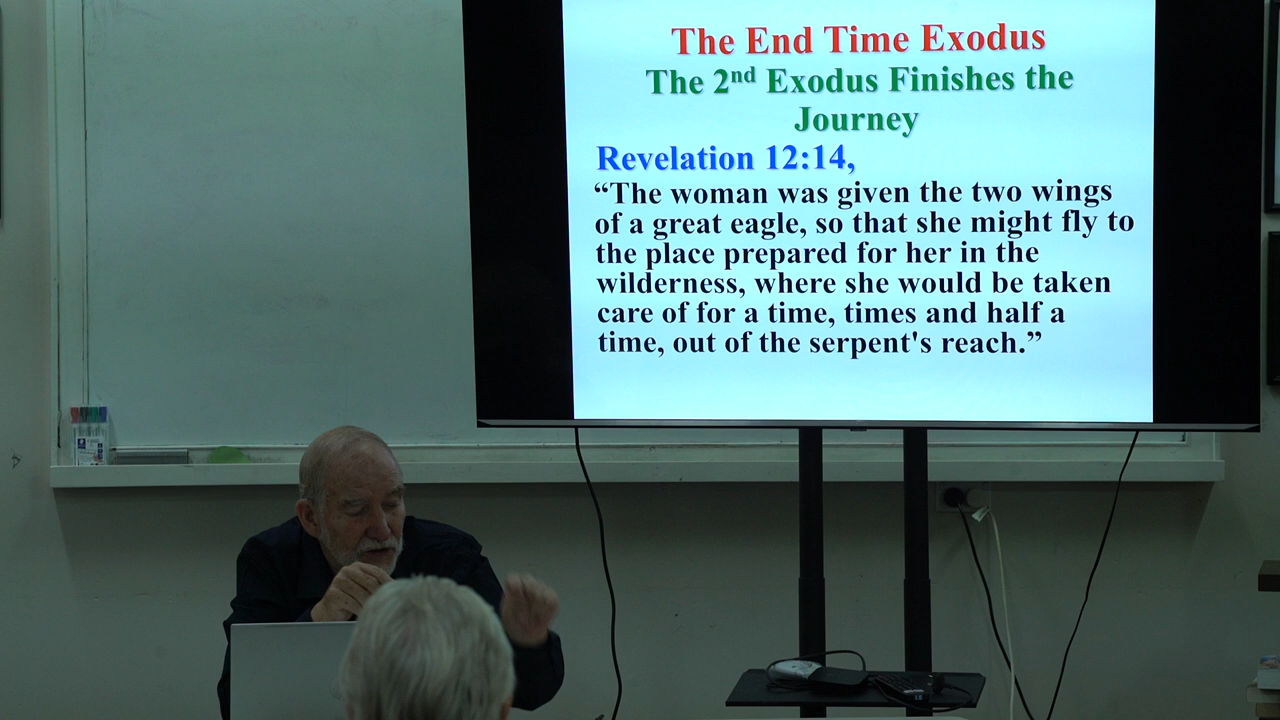 The End Time Exodus
The 2nd Exodus Finishes the
Journey
Revelation 12:14,
“The woman was given the two wings
of a great eagle, so that she might fly to
the place prepared for her in the
wilderness, where she would be taken
care of for a time, times and half a
time, out of the serpent's reach.”